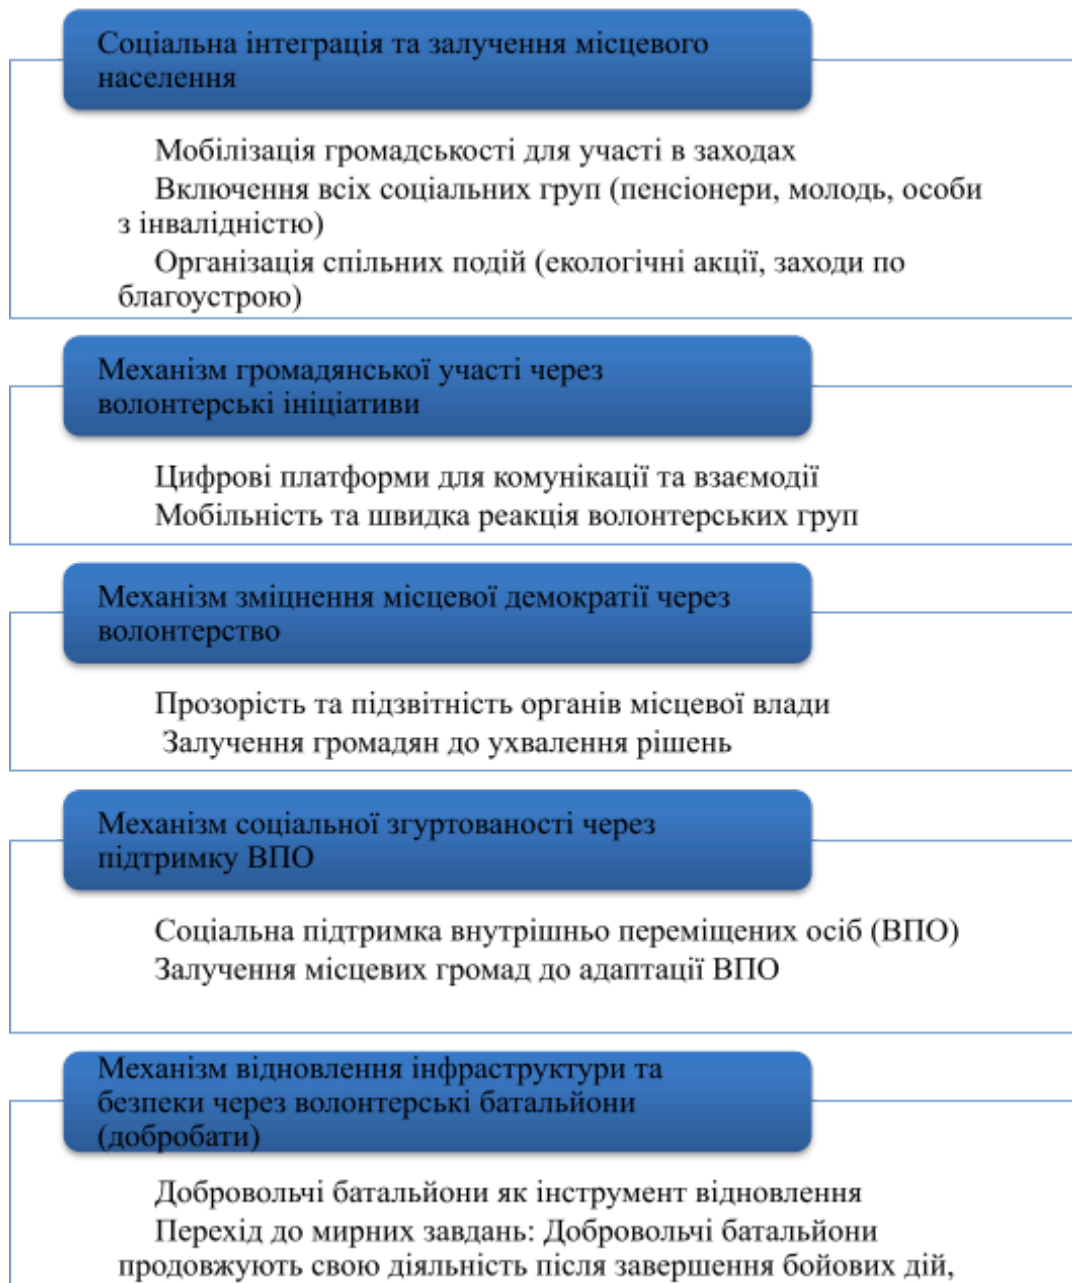 Соціальна інтеграція та залучення місцевого
населення
Мобілізація громадськості для участі в заходах
Включення всіх соціальних груп (пенсіонери, молодь, особи
з інвалідністю)
Організація спільних подій (екологічні акції, заходи по
благоустрою)
Механізм громадянської участі через
волонтерські ініціативи
Цифрові платформи для комунікації та взаємодії
Мобільність та швидка реакція волонтерських груп
Механізм зміцнення місцевої демократії через
волонтерство
Прозорість та підзвітність органів місцевої влади
Залучення громадян до ухвалення рішень
Механізм соціальної згуртованості через
підтримку ВПО
Соціальна підтримка внутрішньо переміщених осіб (ВПО)
Залучення місцевих громад до адаптації ВПО
Механізм відновлення інфраструктури та
безпеки через волонтерські батальйони
(добробати)
Добровольчі батальйони як інструмент відновлення
Перехід до мирних завдань: Добровольчі батальйони
продовжують свою діяльність після завершення бойових дій,